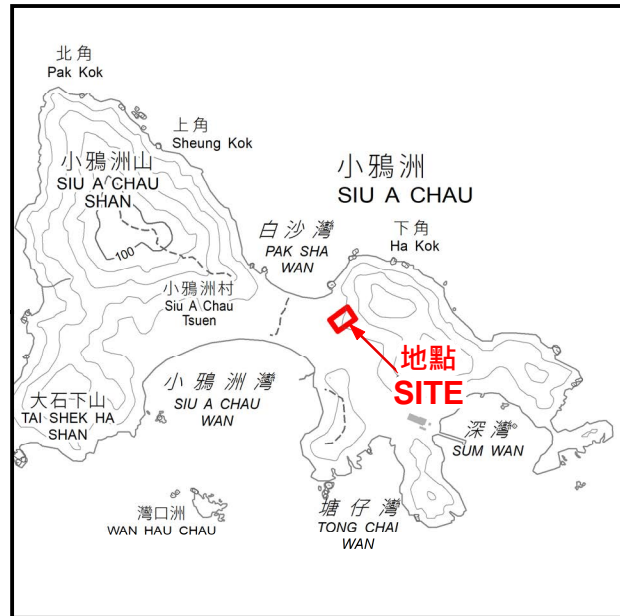 北角
Pak Kok
上角
Sheung Kok
小鴉洲山
SIU A CHAU
SHAN
100
小鴉洲
SIU A CHAU
白沙灣
PAK SHA
WAN
下角
Ha Kok
小鴉洲村
Siu A Chau
Tsuen
地點
SITE
小鴉洲灣
SIU A CHAU
WAN
大石下山
TAI SHEK HA
SHAN
深灣
SUM WAN
灣口洲
WAN HAU CHAU
塘仔灣
TONG CHAI
WAN